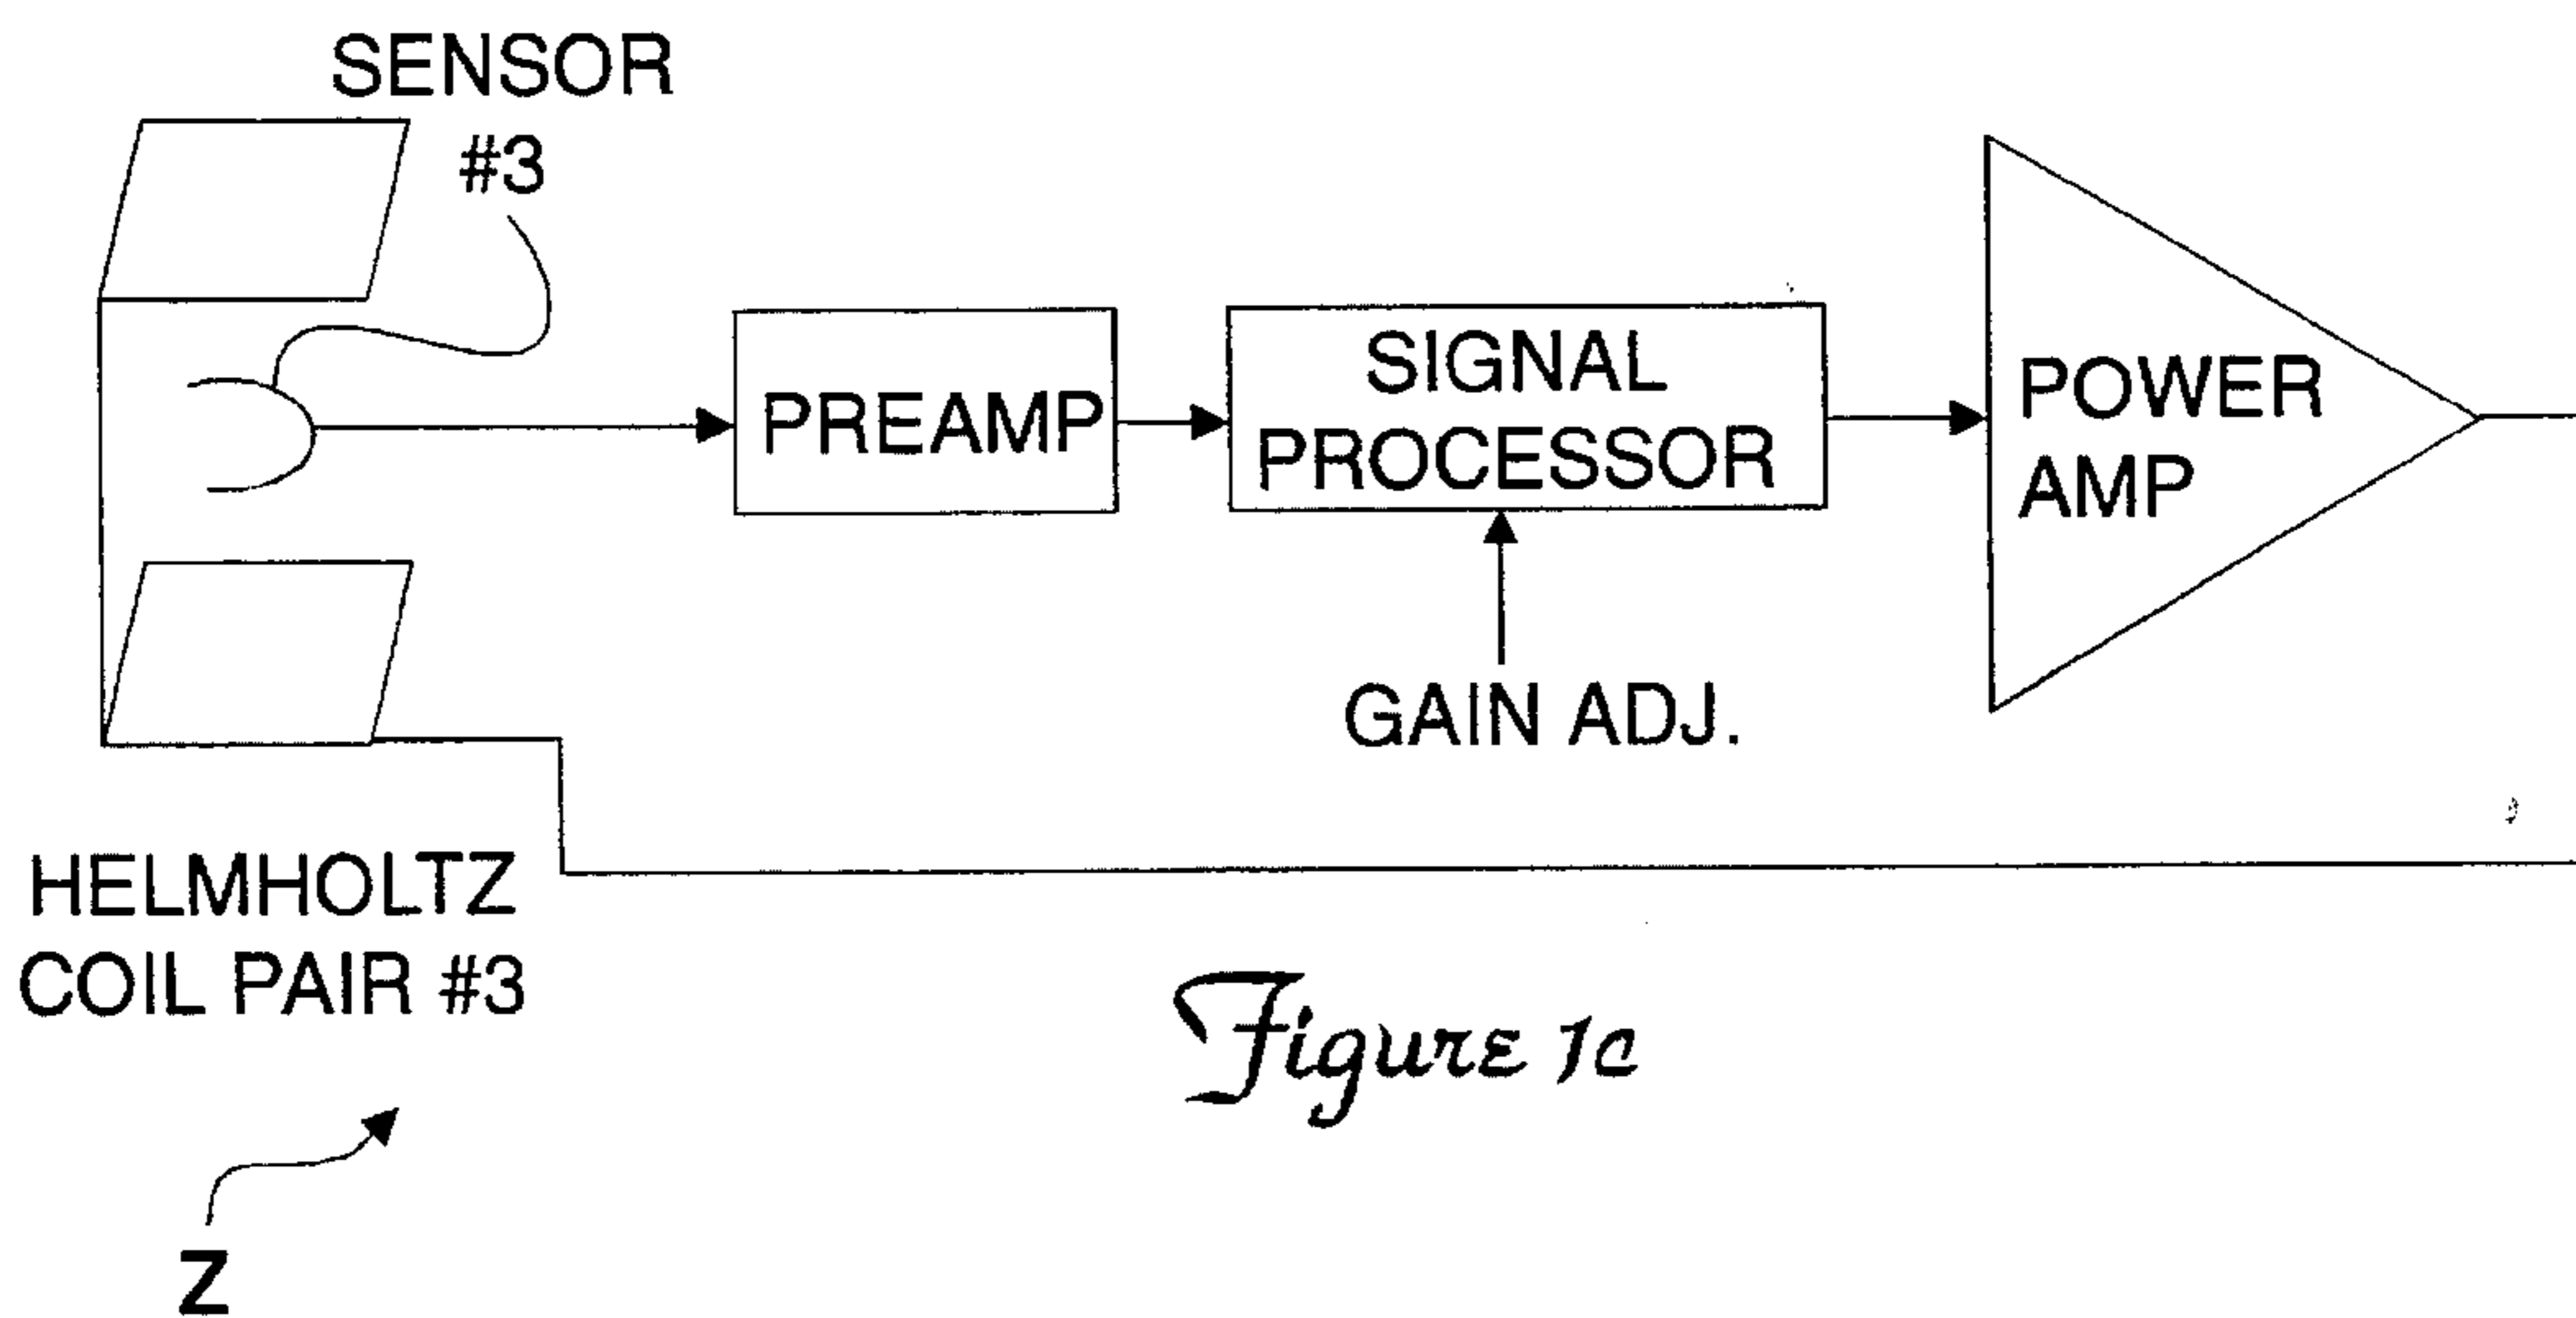 SENSOR
#3
PREAMP
SIGNAL
PROCESSOR
POWER
AMP
GAIN ADJ.
HELMHOLTZ
COIL PAIR #3
Figure 1c
Z